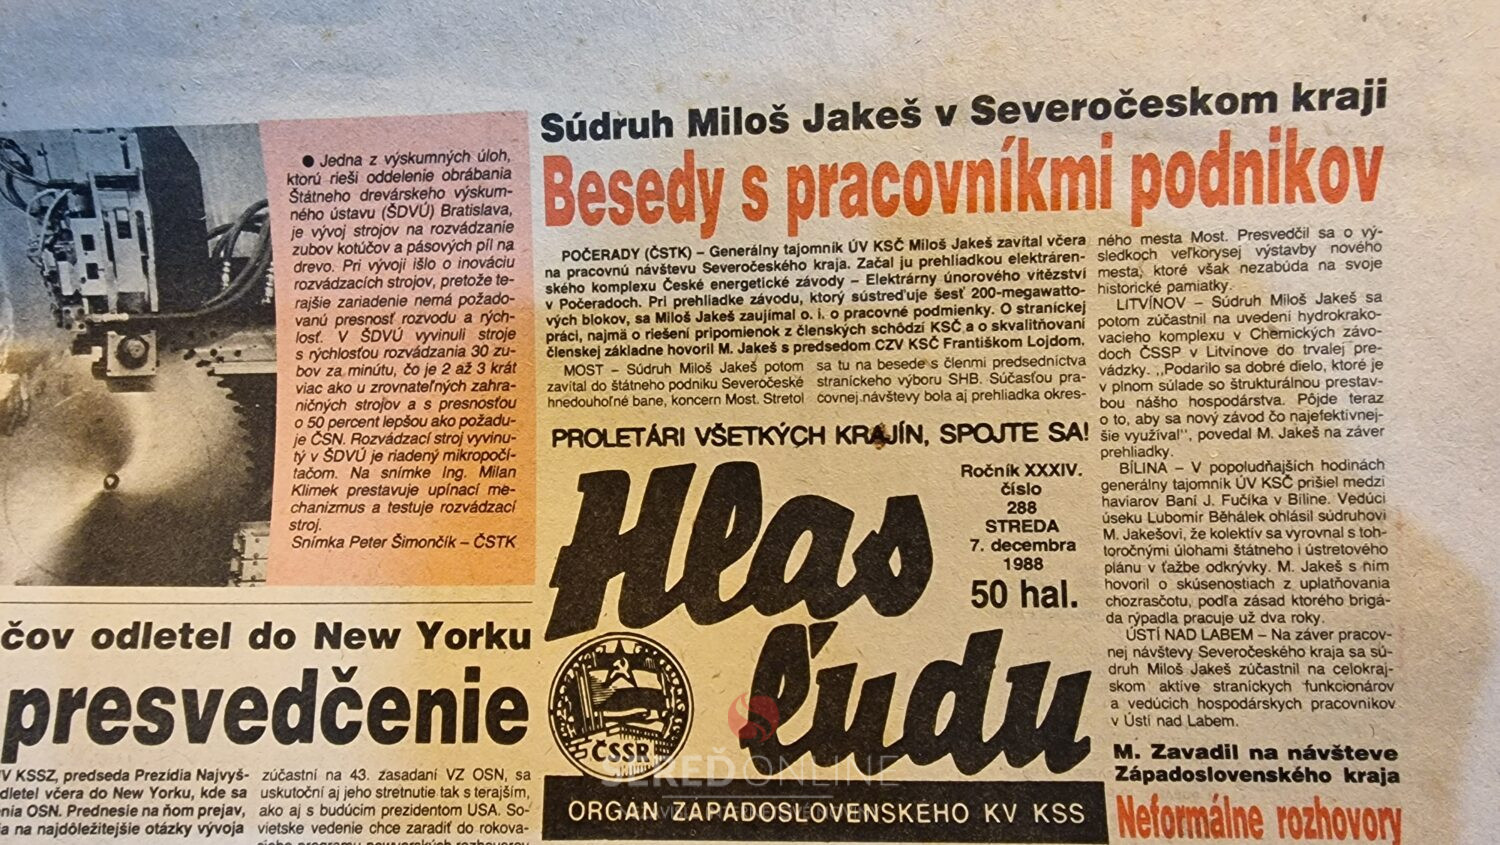 Súdruh Miloš Jakeš v Severočeskom kraji
Besedy s pracovníkmi podnikov
POČERADY (ČSTK) – Generálny tajomník ÚV KSČ Miloš Jakeš zavítal včera
na pracovnú návštevu Severočeského kraja. Začal ju prehliadkou elektráren-
ského komplexu České energetické závody – Elektrárny únorového vítězství
v Počeradoch. Pri prehliadke závodu, ktorý sústreďuje šesť 200-megawatto-
vých blokov, sa Miloš Jakeš zaujímal o. i. o pracovné podmienky. O straníckej
práci, najmä o riešení pripomienok z členských schôdzí KSČ a o skvalitňovaní
členskej základne hovoril M. Jakeš s predsedom CZV KSČ Františkom Lojdom.
MOST – Súdruh Miloš Jakeš potom
zavítal do štátneho podniku Severočeské
hnedouhoľné bane, koncern Most. Stretol
sa tu na besede s členmi predsedníctva
straníckeho výboru SHB. Súčasťou pra-
covnej návštevy bola aj prehliadka okres-
ného mesta Most. Presvedčil sa o vý-
sledkoch veľkorysej výstavby nového
mesta, ktoré však nezabúda na svoje
historické pamiatky.
LITVÍNOV – Súdruh Miloš Jakeš sa
potom zúčastnil na uvedení hydrokrako-
vacieho komplexu v Chemických závo-
doch ČSSP v Litvínove do trvalej pre-
vádzky. „Podarilo sa dobré dielo, ktoré je
v plnom súlade so štrukturálnou prestav-
bou nášho hospodárstva. Pôjde teraz
o to, aby sa nový závod čo najefektívnej-
šie využíval", povedal M. Jakeš na záver
prehliadky.
BÍLINA – V popoludňajších hodinách
generálny tajomník ÚV KSČ prišiel medzi
haviarov Baní J. Fučíka v Bíline. Vedúci
úseku Lubomír Běhálek ohlásil súdruhovi
M. Jakešovi, že kolektív sa vyrovnal s toh-
toročnými úlohami štátneho i ústretového
plánu v ťažbe odkrývky. M. Jakeš s ním
hovoril o skúsenostiach z uplatňovania
chozrasčotu, podľa zásad ktorého brigá-
da rýpadla pracuje už dva roky.
ÚSTÍ NAD LABEM – Na záver pracov-
nej návštevy Severočeského kraja sa sú-
druh Miloš Jakeš zúčastnil na celokraj-
skom aktíve straníckych funkcionárov
a vedúcich hospodárskych pracovníkov
v Ústí nad Labem.
● Jedna z výskumných úloh,
ktorú rieši oddelenie obrábania
Štátneho drevárskeho výskum-
ného ústavu (ŠDVÚ) Bratislava,
je vývoj strojov na rozvádzanie
zubov kotúčov a pásových píl na
drevo. Pri vývoji išlo o inováciu
rozvádzacích strojov, pretože te-
rajšie zariadenie nemá požado-
vanú presnosť rozvodu a rých-
losť. V ŠDVÚ vyvinuli stroje
s rýchlosťou rozvádzania 30 zu-
bov za minútu, čo je 2 až 3 krát
viac ako u zrovnateľných zahra-
ničných strojov a s presnosťou
o 50 percent lepšou ako požadu-
je ČSN. Rozvádzací stroj vyvinu-
tý v ŠDVÚ je riadený mikropočí-
tačom. Na snímke Ing. Milan
Klimek prestavuje upínací me-
chanizmus a testuje rozvádzací
stroj.
Snímka Peter Šimončík – ČSTK
PROLETÁRI VŠETKÝCH KRAJÍN, SPOJTE SA!
Hlas
ľudu
Ročník XXXIV.
číslo
288
STREDA
7. decembra
1988
50 hal.
ČSSR
SEREĎONLINE
ORGÁN ZÁPADOSLOVENSKÉHO KV KSS
čov odletel do New Yorku
presvedčenie
V KSSZ, predseda Prezídia Najvyš-
dletel včera do New Yorku, kde sa
nia OSN. Prednesie na ňom prejav,
a na najdôležitejšie otázky vývoja
zúčastní na 43. zasadaní VZ OSN, sa
uskutoční aj jeho stretnutie tak s terajším,
ako aj s budúcim prezidentom USA. So-
vietske vedenie chce zaradiť do rokova-
M. Zavadil na návšteve
Západoslovenského kraja
Neformálne rozhovory